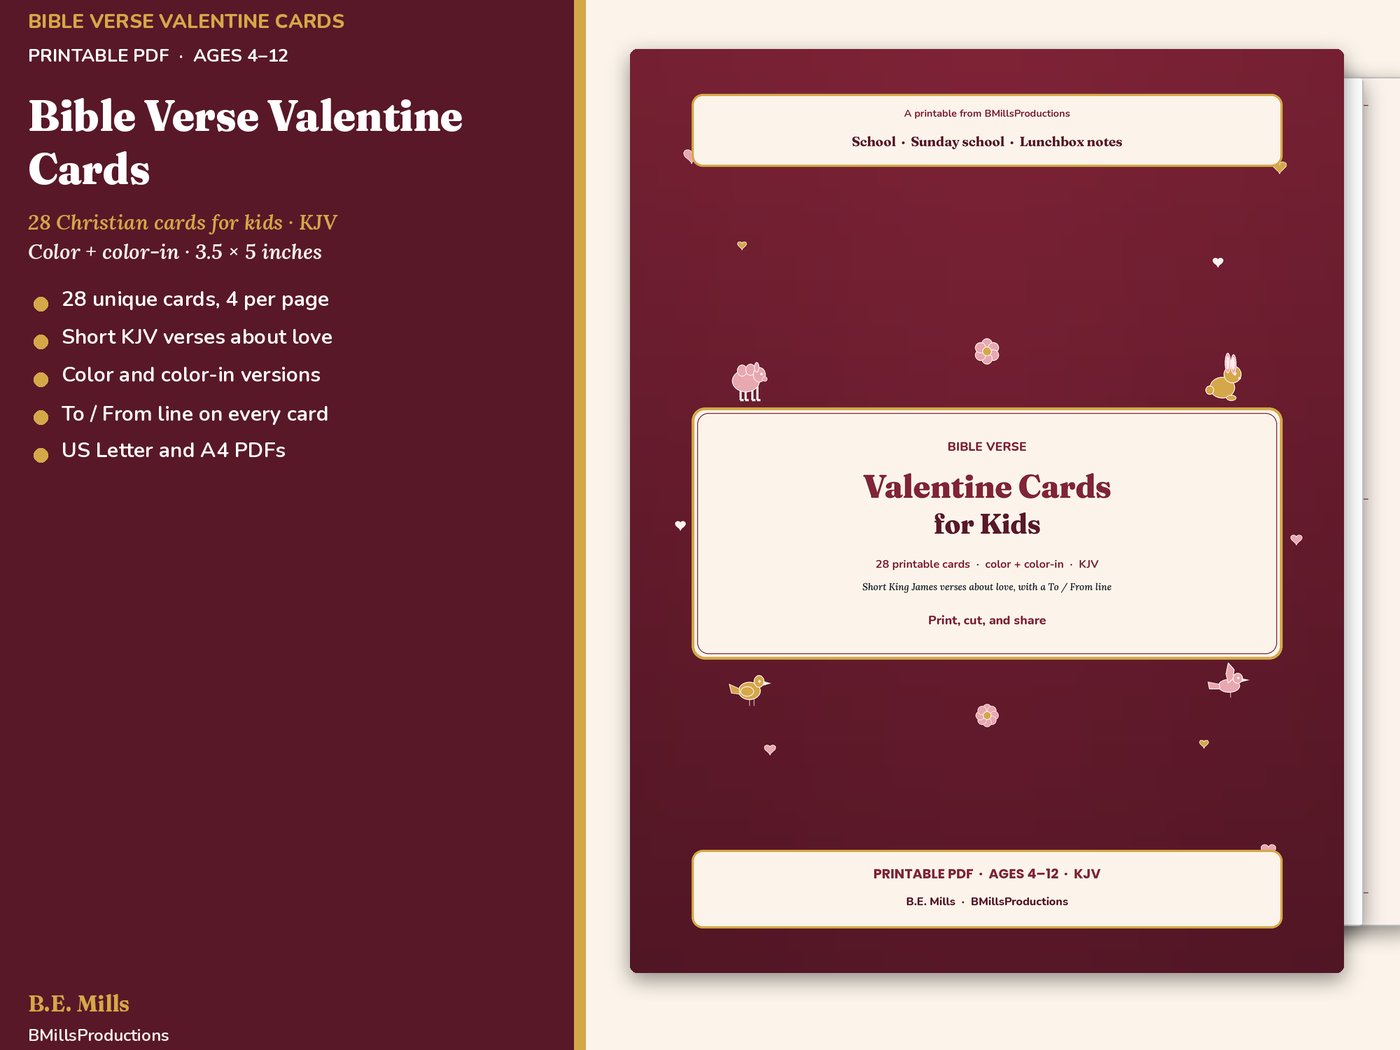 BIBLE VERSE VALENTINE CARDS
PRINTABLE PDF · AGES 4–12
Bible Verse Valentine
Cards
28 Christian cards for kids · KJV
Color + color-in · 3.5 × 5 inches
28 unique cards, 4 per page
Short KJV verses about love
Color and color-in versions
To / From line on every card
US Letter and A4 PDFs
B.E. Mills
BMillsProductions
A printable from BMillsProductions
School · Sunday school · Lunchbox notes
BIBLE VERSE
Valentine Cards
for Kids
28 printable cards · color + color-in · KJV
Short King James verses about love, with a To / From line
Print, cut, and share
PRINTABLE PDF · AGES 4–12 · KJV
B.E. Mills · BMillsProductions